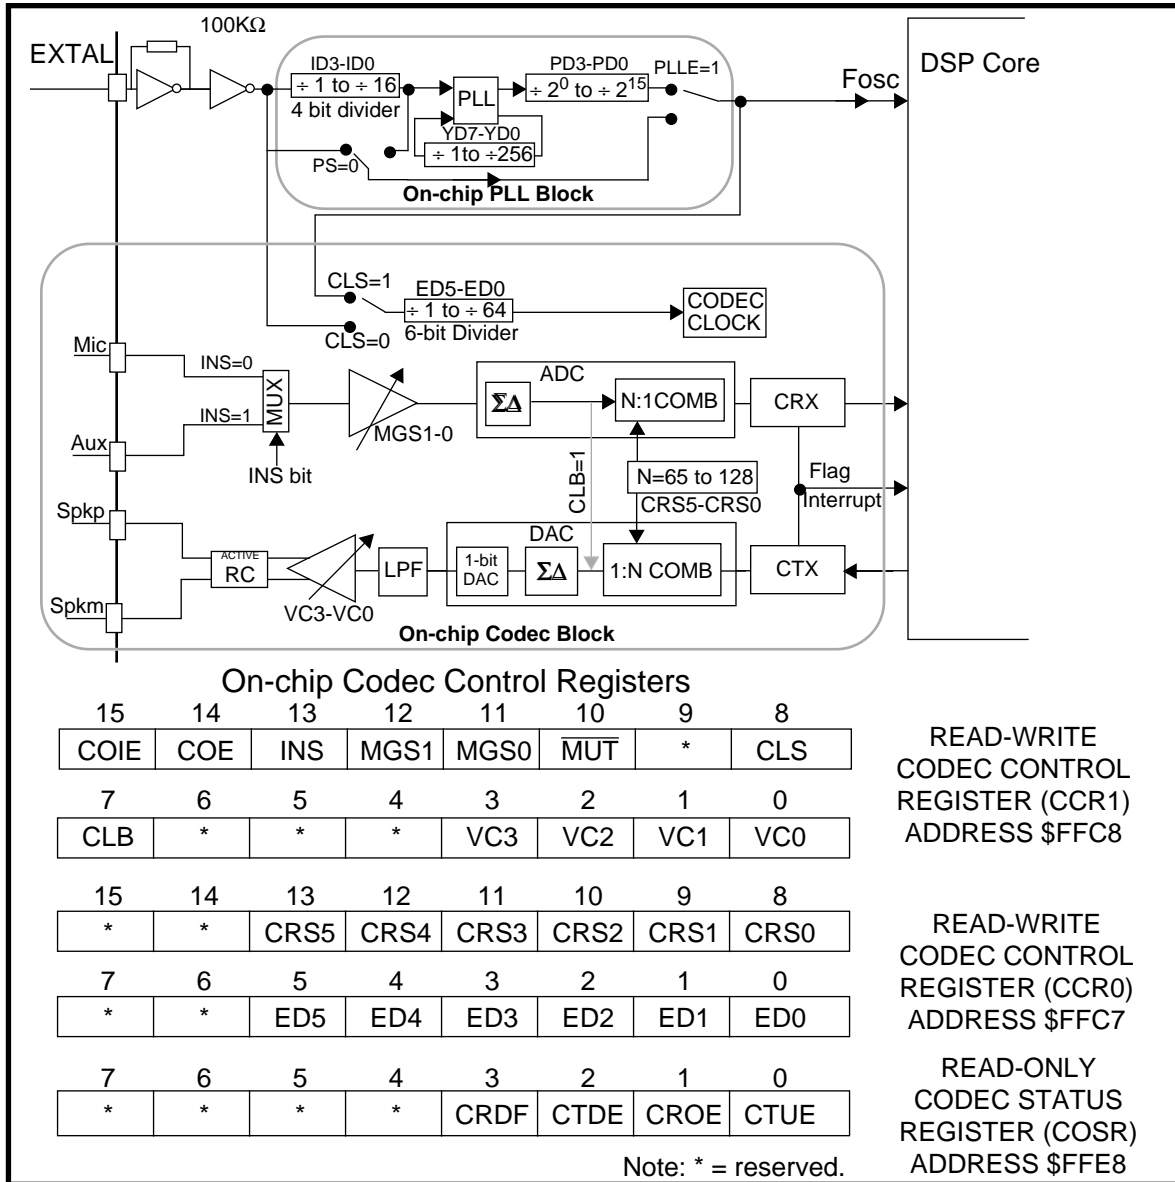 100KΩ
EXTAL
ID3-ID0
÷ 1 to ÷ 16
4 bit divider
PLL
PD3-PD0
÷ 2⁰ to ÷ 2¹⁵
PLLE=1
YD7-YD0
÷ 1to ÷256
PS=0
On-chip PLL Block
Fosc
DSP Core
CLS=1
CLS=0
ED5-ED0
÷ 1 to ÷ 64
6-bit Divider
CODEC
CLOCK
Mic
INS=0
Aux
INS=1
MUX
INS bit
MGS1-0
ADC
ΣΔ
N:1COMB
CRX
CLB=1
N=65 to 128
CRS5-CRS0
Flag
Interrupt
Spkp
Spkm
ACTIVE
RC
VC3-VC0
LPF
DAC
1-bit
DAC
ΣΔ
1:N COMB
CTX
On-chip Codec Block
On-chip Codec Control Registers
15 14 13 12 11 10 9 8
COIE COE INS MGS1 MGS0 M̅U̅T̅ * CLS
7 6 5 4 3 2 1 0
CLB * * * VC3 VC2 VC1 VC0
READ-WRITE
CODEC CONTROL
REGISTER (CCR1)
ADDRESS $FFC8
15 14 13 12 11 10 9 8
* * CRS5 CRS4 CRS3 CRS2 CRS1 CRS0
7 6 5 4 3 2 1 0
* * ED5 ED4 ED3 ED2 ED1 ED0
READ-WRITE
CODEC CONTROL
REGISTER (CCR0)
ADDRESS $FFC7
7 6 5 4 3 2 1 0
* * * * CRDF CTDE CROE CTUE
READ-ONLY
CODEC STATUS
REGISTER (COSR)
ADDRESS $FFE8
Note: * = reserved.